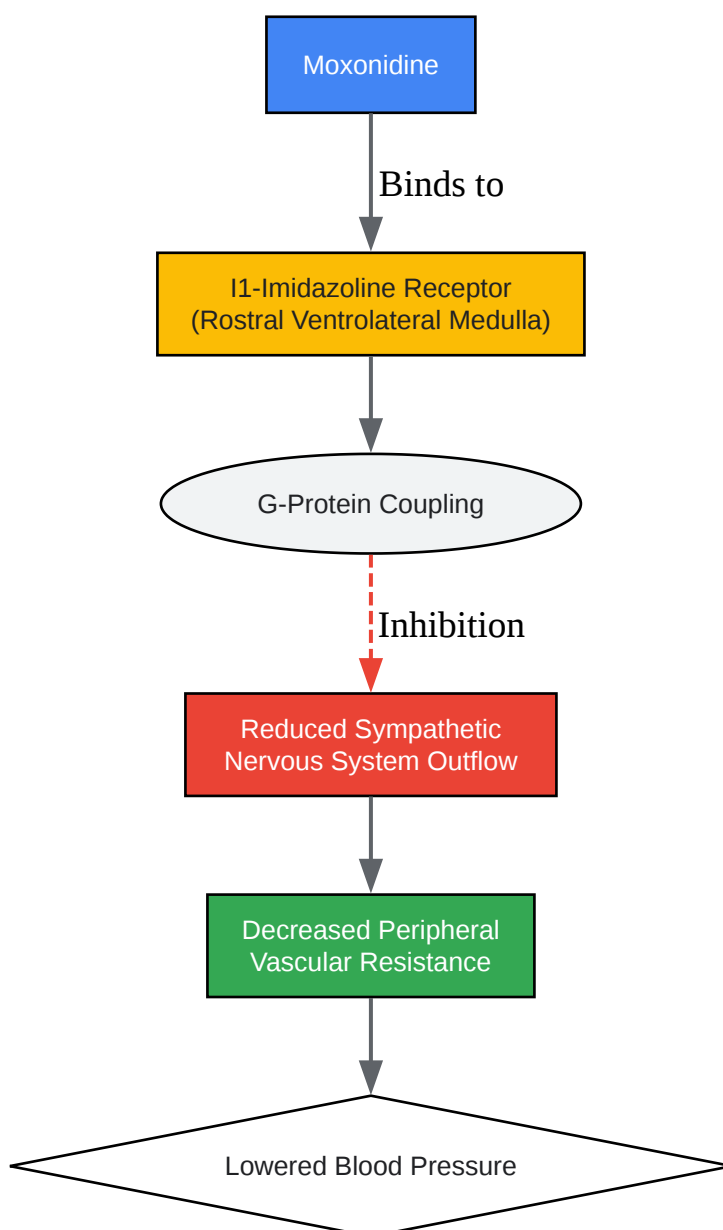 Moxonidine
Binds to
I1-Imidazoline Receptor
(Rostral Ventrolateral Medulla)
G-Protein Coupling
Inhibition
Reduced Sympathetic
Nervous System Outflow
Decreased Peripheral
Vascular Resistance
Lowered Blood Pressure